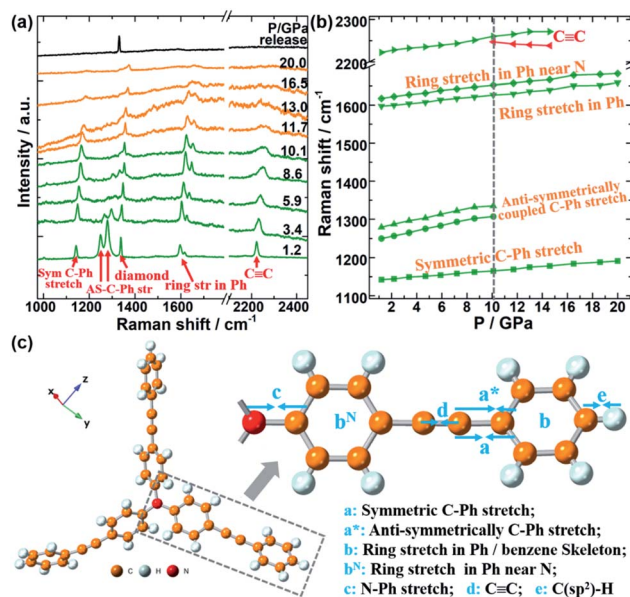 (a)
P/GPa
release
20.0
16.5
13.0
11.7
10.1
8.6
5.9
3.4
1.2
Sym C-Ph
stretch
AS-C-Ph str
diamond
ring str in Ph
C≡C
Intensity / a.u.
1000 1200 1400 1600 1800 2200 2400
Raman shift / cm⁻¹
(b)
2300
2200
1600
1400
1300
1200
1100
Raman shift / cm⁻¹
C≡C
Ring stretch in Ph near N
Ring stretch in Ph
Anti-symmetrically
coupled C-Ph stretch
Symmetric C-Ph stretch
0 2 4 6 8 10 12 14 16 18 20
P / GPa
(c)
x
z
y
C H N
c
bᴺ
d
a*
a
b
e
a: Symmetric C-Ph stretch;
a*: Anti-symmetrically C-Ph stretch;
b: Ring stretch in Ph / benzene Skeleton;
bᴺ: Ring stretch in Ph near N;
c: N-Ph stretch; d: C≡C; e: C(sp²)-H